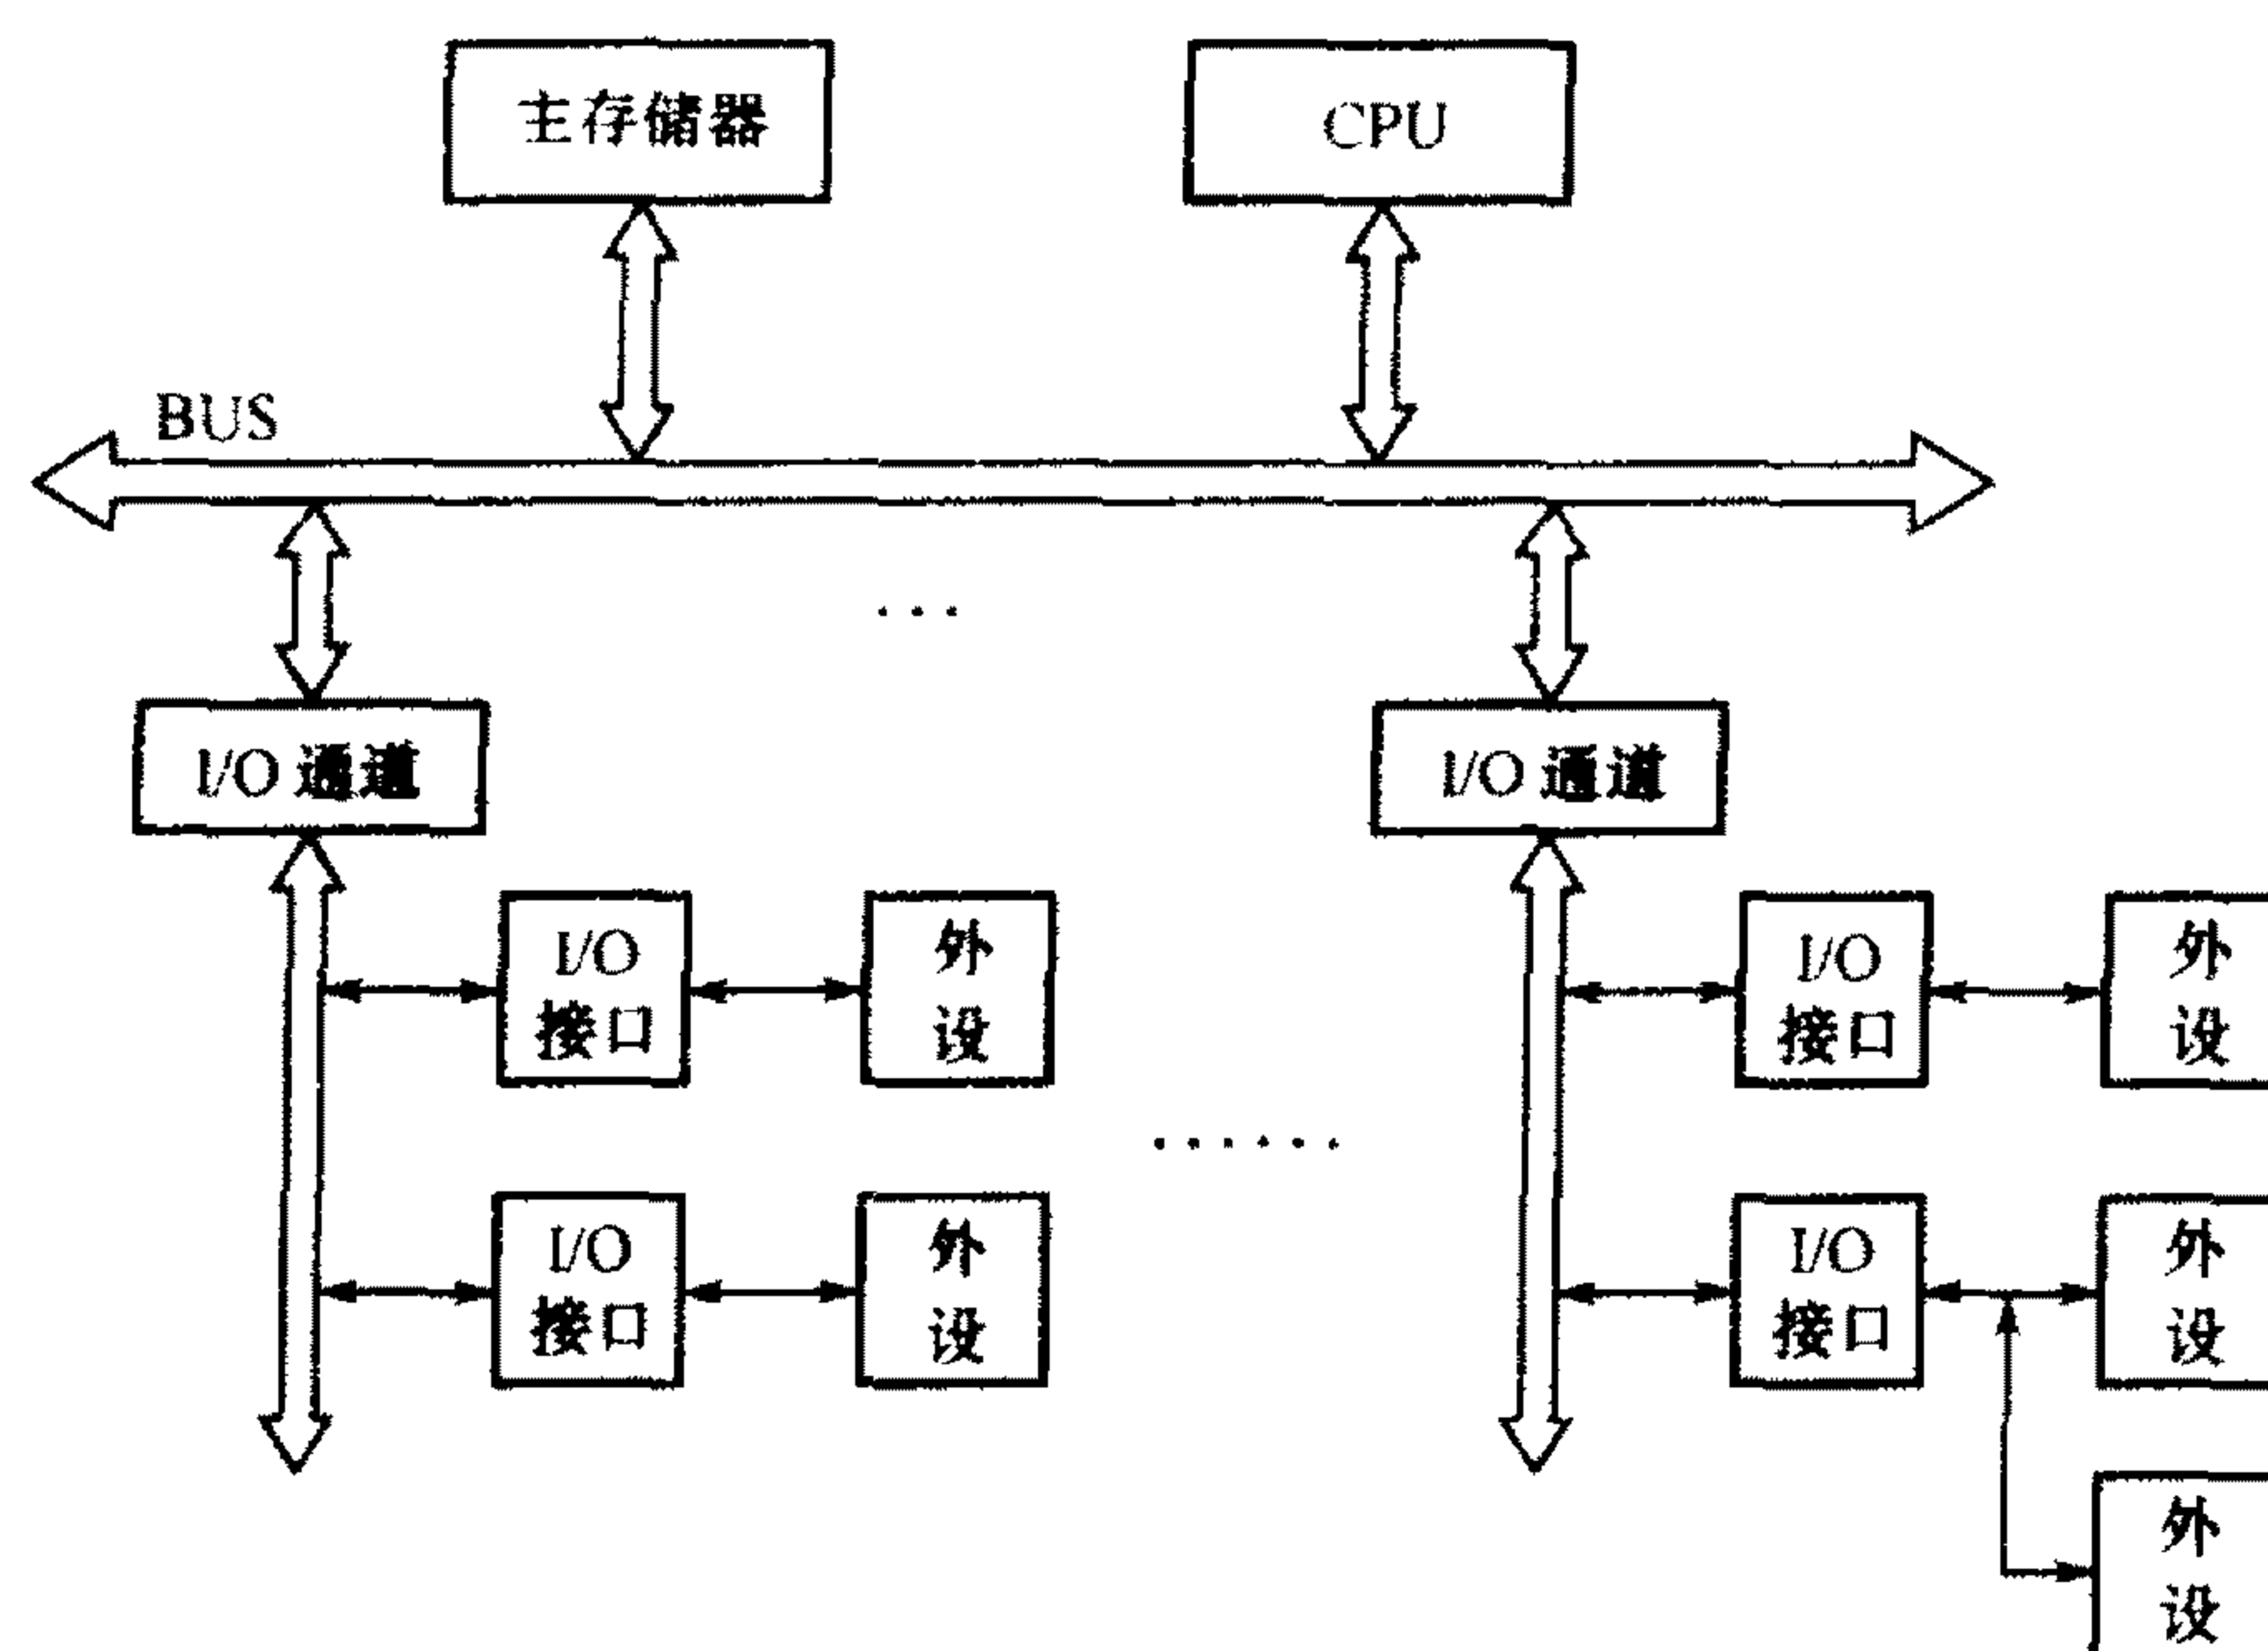 主存储器
CPU
BUS
...
I/O 通道
I/O 通道
I/O
接口
外
设
I/O
接口
外
设
......
I/O
接口
外
设
I/O
接口
外
设
外
设